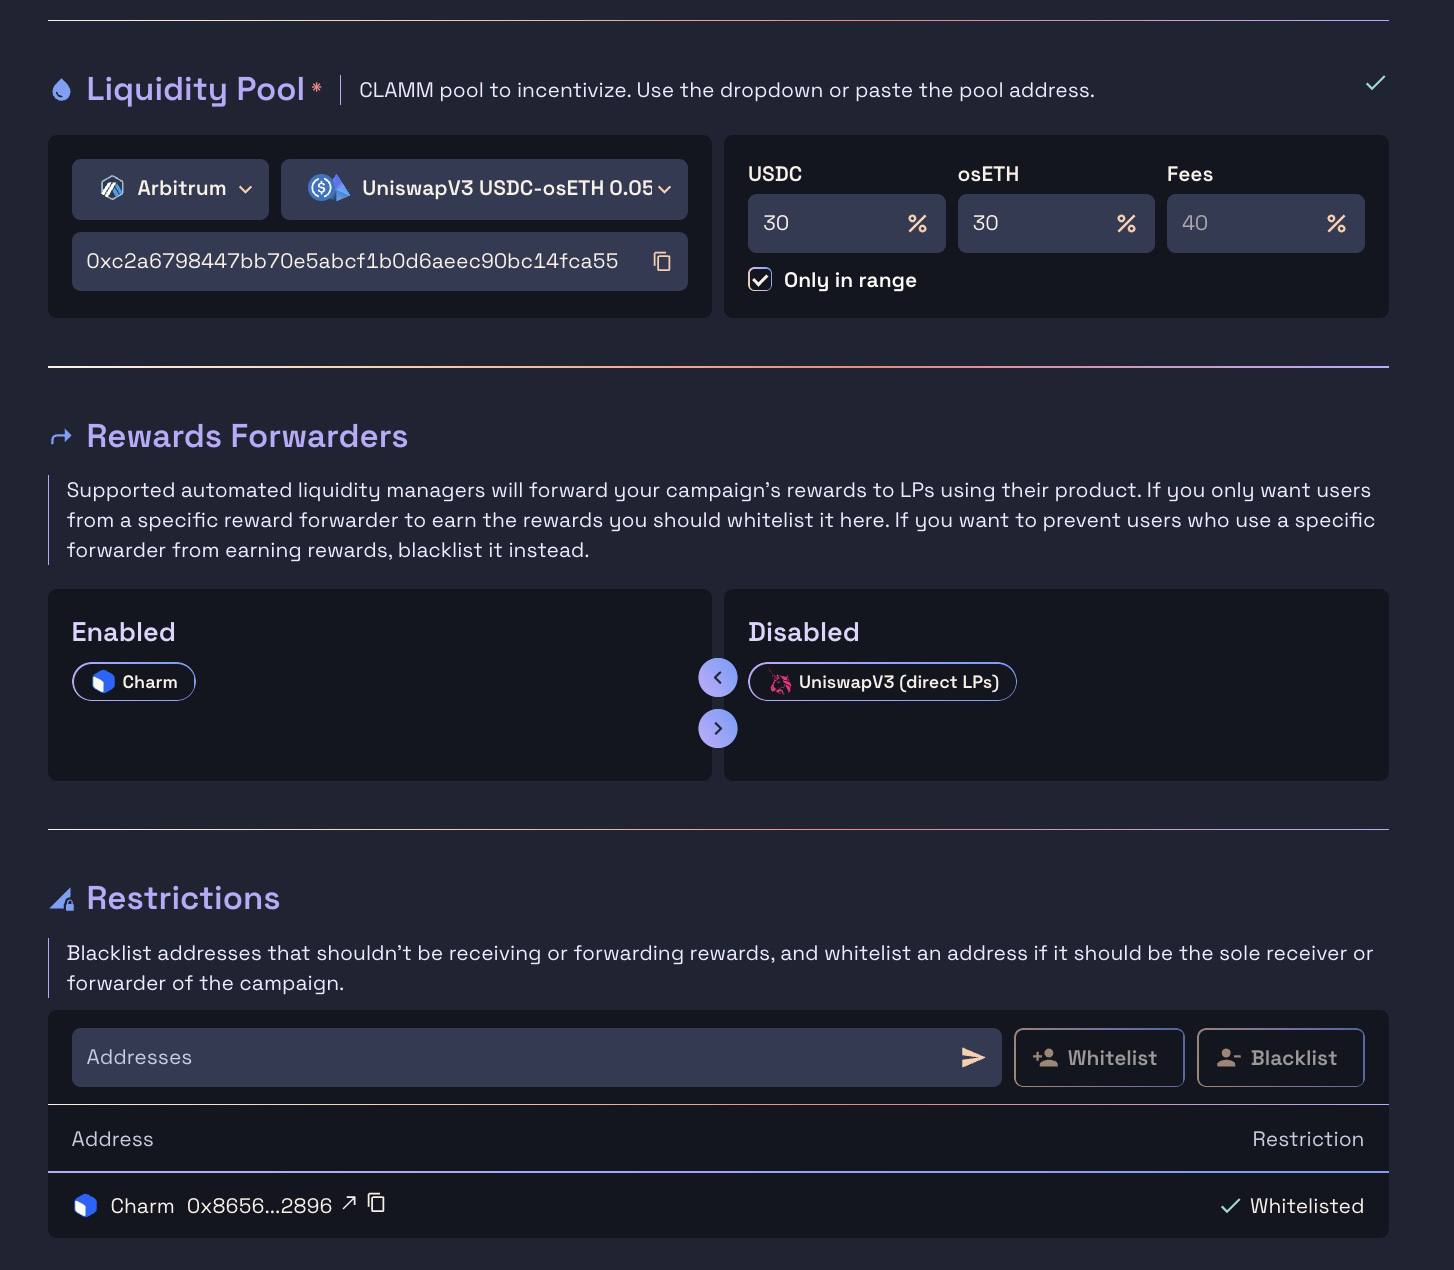 Liquidity Pool * CLAMM pool to incentivize. Use the dropdown or paste the pool address.
Arbitrum UniswapV3 USDC-osETH 0.05
0xc2a6798447bb70e5abcf1b0d6aeec90bc14fca55
USDC osETH Fees
30 % 30 % 40 %
Only in range
Rewards Forwarders
Supported automated liquidity managers will forward your campaign's rewards to LPs using their product. If you only want users
from a specific reward forwarder to earn the rewards you should whitelist it here. If you want to prevent users who use a specific
forwarder from earning rewards, blacklist it instead.
Enabled
Charm
Disabled
UniswapV3 (direct LPs)
Restrictions
Blacklist addresses that shouldn't be receiving or forwarding rewards, and whitelist an address if it should be the sole receiver or
forwarder of the campaign.
Addresses Whitelist Blacklist
Address Restriction
Charm 0x8656...2896 Whitelisted